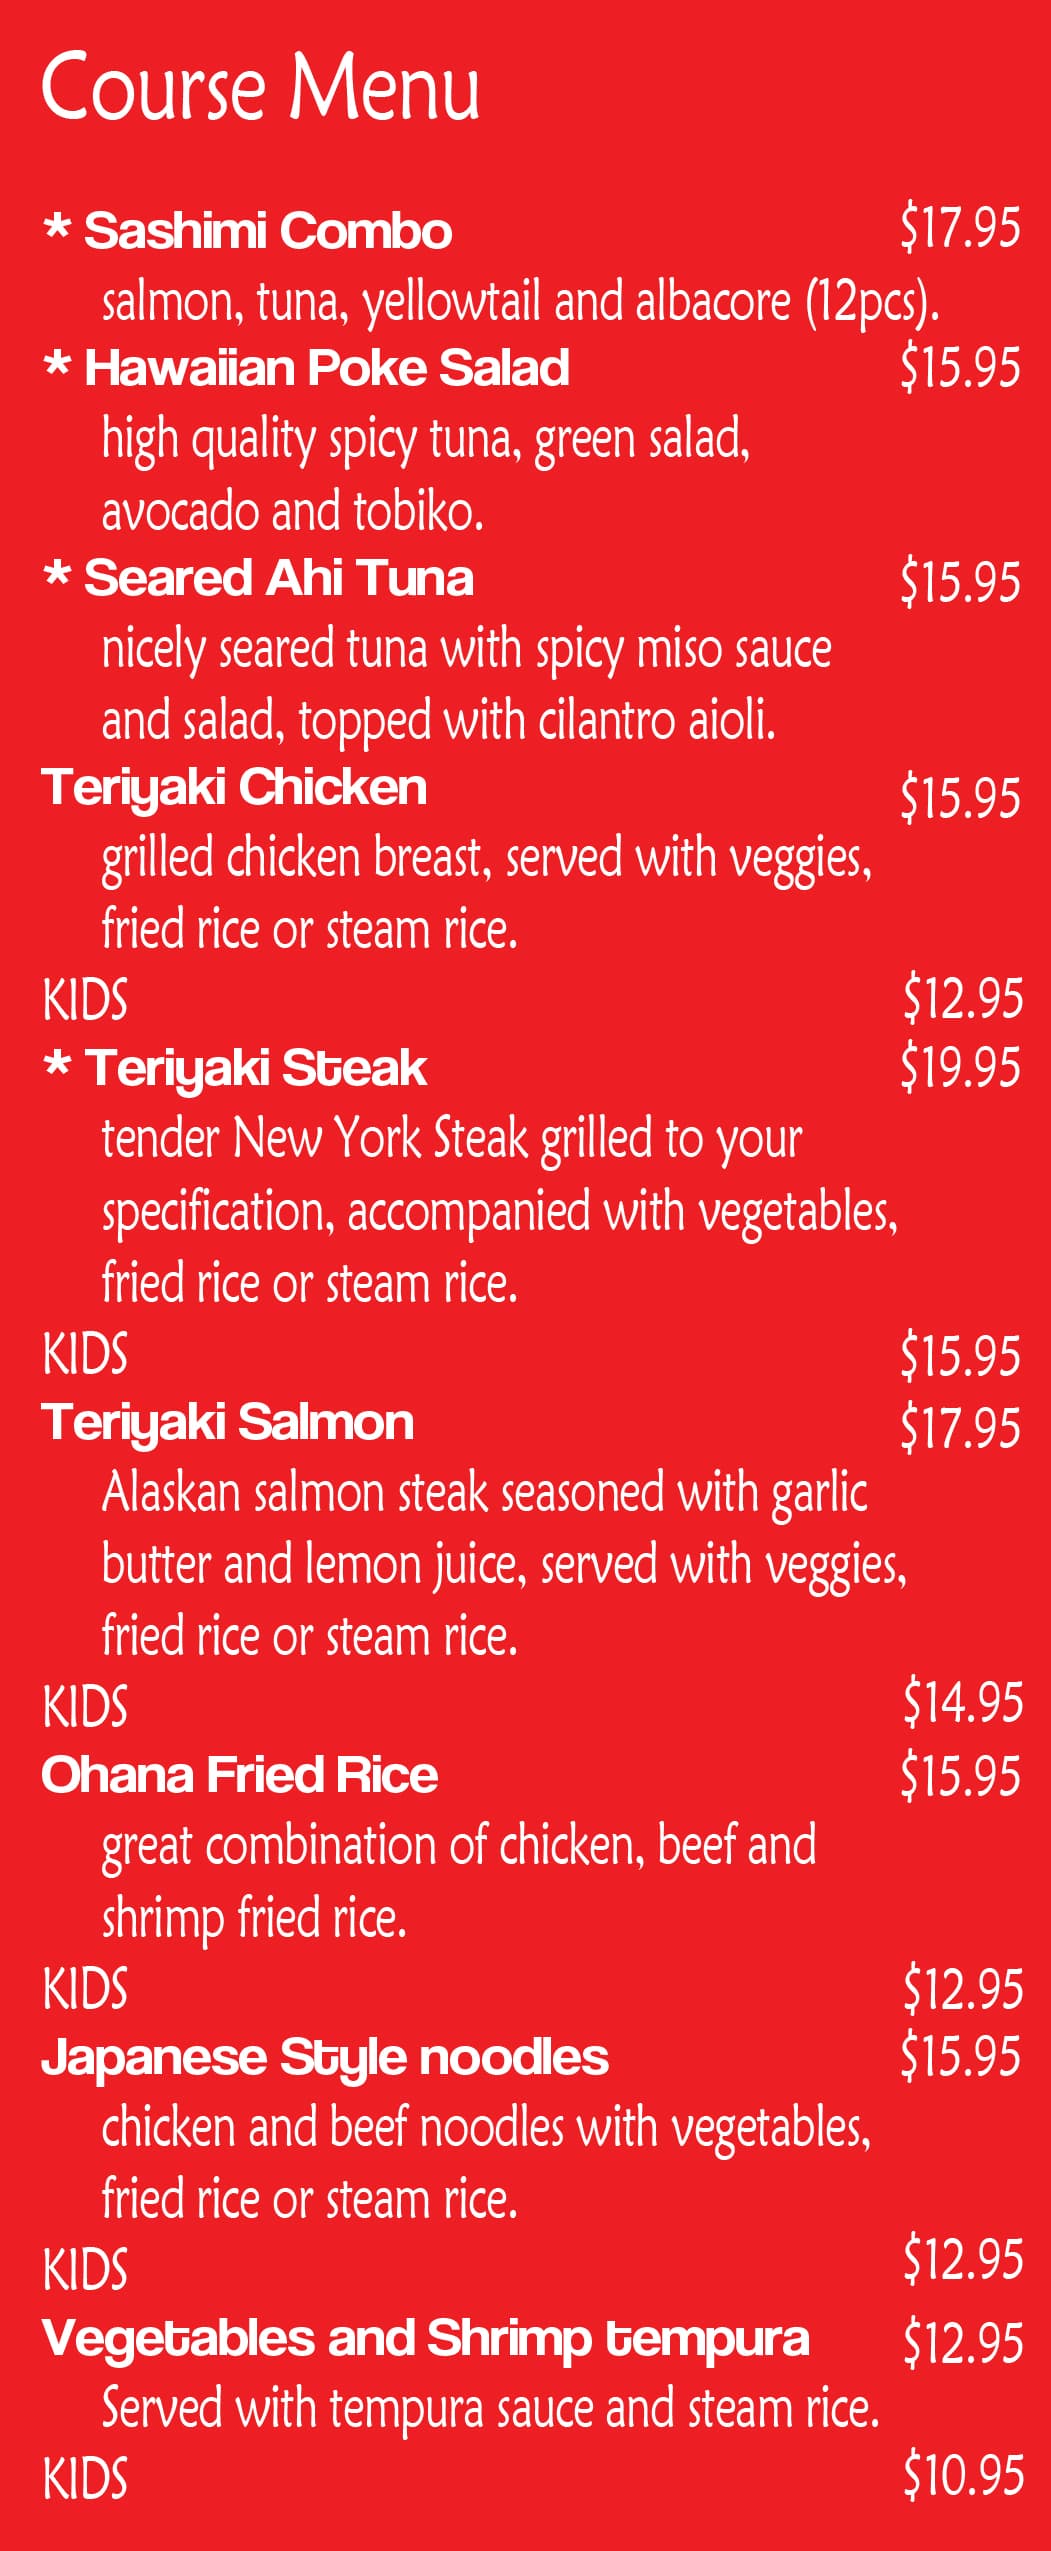 Course Menu
* Sashimi Combo $17.95
salmon, tuna, yellowtail and albacore (12pcs).
* Hawaiian Poke Salad $15.95
high quality spicy tuna, green salad,
avocado and tobiko.
* Seared Ahi Tuna $15.95
nicely seared tuna with spicy miso sauce
and salad, topped with cilantro aioli.
Teriyaki Chicken $15.95
grilled chicken breast, served with veggies,
fried rice or steam rice.
KIDS $12.95
* Teriyaki Steak $19.95
tender New York Steak grilled to your
specification, accompanied with vegetables,
fried rice or steam rice.
KIDS $15.95
Teriyaki Salmon $17.95
Alaskan salmon steak seasoned with garlic
butter and lemon juice, served with veggies,
fried rice or steam rice.
KIDS $14.95
Ohana Fried Rice $15.95
great combination of chicken, beef and
shrimp fried rice.
KIDS $12.95
Japanese Style noodles $15.95
chicken and beef noodles with vegetables,
fried rice or steam rice.
KIDS $12.95
Vegetables and Shrimp tempura $12.95
Served with tempura sauce and steam rice.
KIDS $10.95